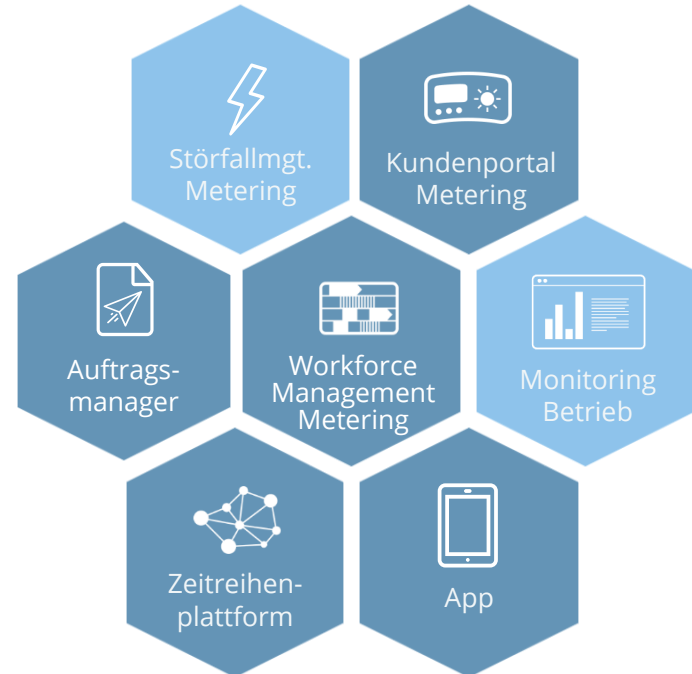 Störfallmgt.
Metering
Kundenportal
Metering
Auftrags-
manager
Workforce
Management
Metering
Monitoring
Betrieb
Zeitreihen-
plattform
App